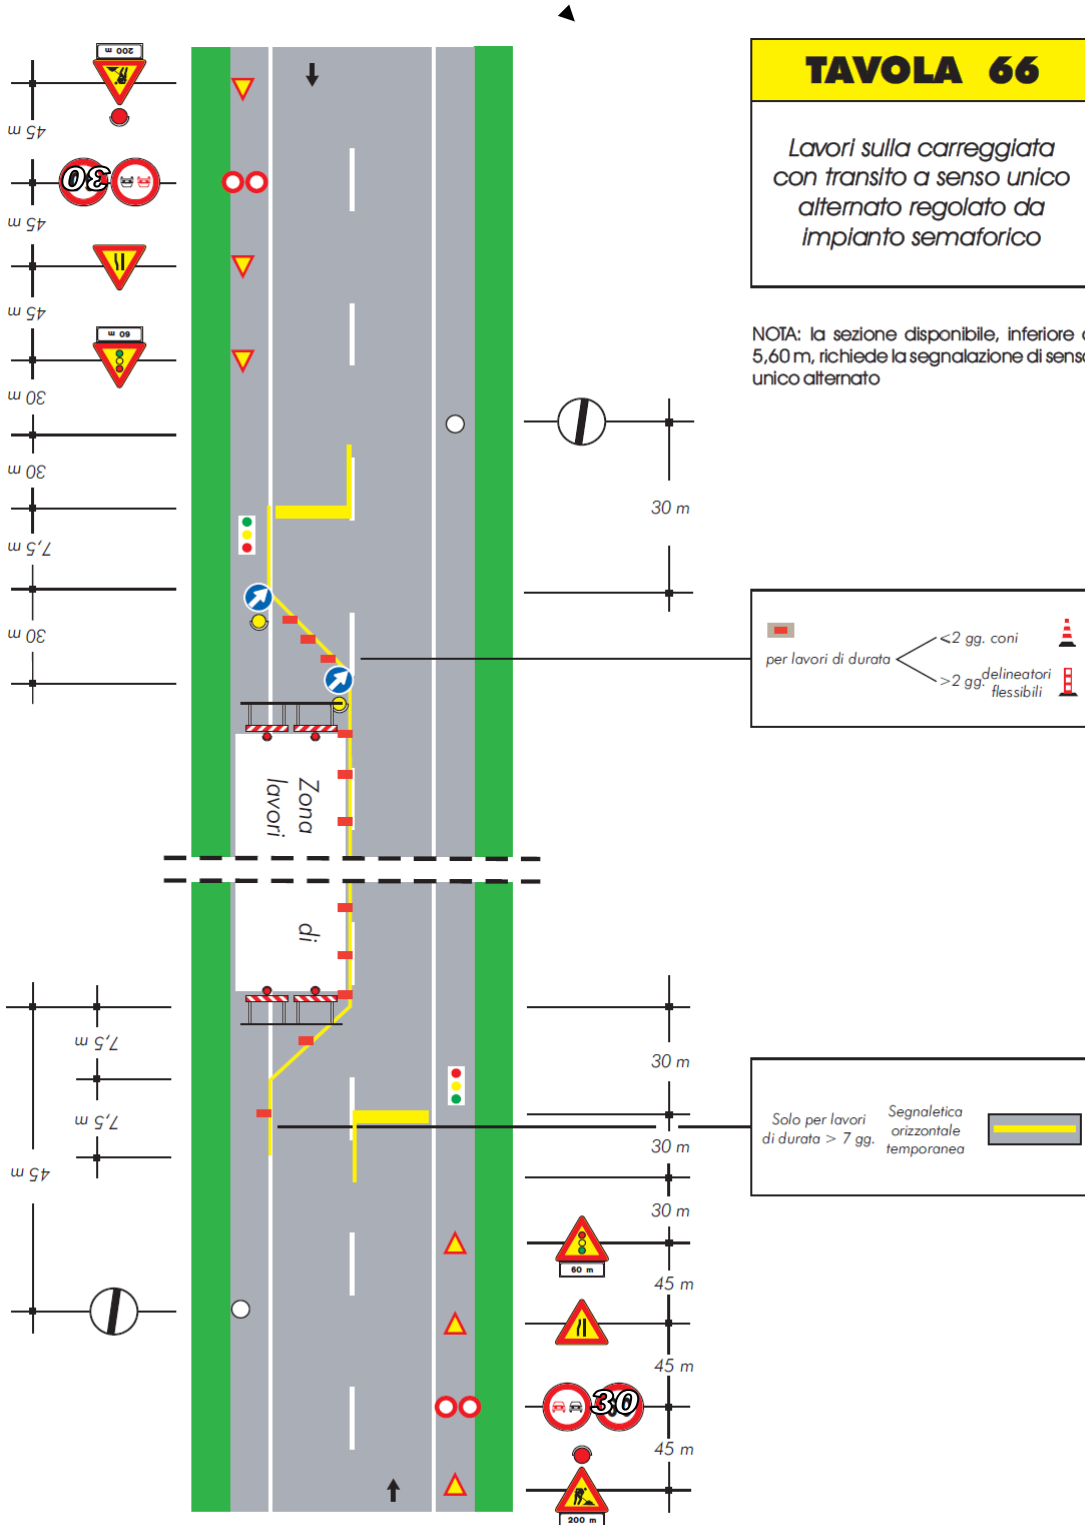 TAVOLA 66
Lavori sulla carreggiata
con transito a senso unico
alternato regolato da
impianto semaforico
NOTA: la sezione disponibile, inferiore a
5,60 m, richiede la segnalazione di senso
unico alternato
200 m
45 m
30
45 m
45 m
60 m
30 m
30 m
7,5 m
30 m
30 m
per lavori di durata
<2 gg. coni
>2 gg. delineatori
flessibili
Zona
lavori
di
7,5 m
7,5 m
45 m
30 m
30 m
30 m
Solo per lavori
di durata > 7 gg.
Segnaletica
orizzontale
temporanea
60 m
45 m
45 m
30
45 m
200 m